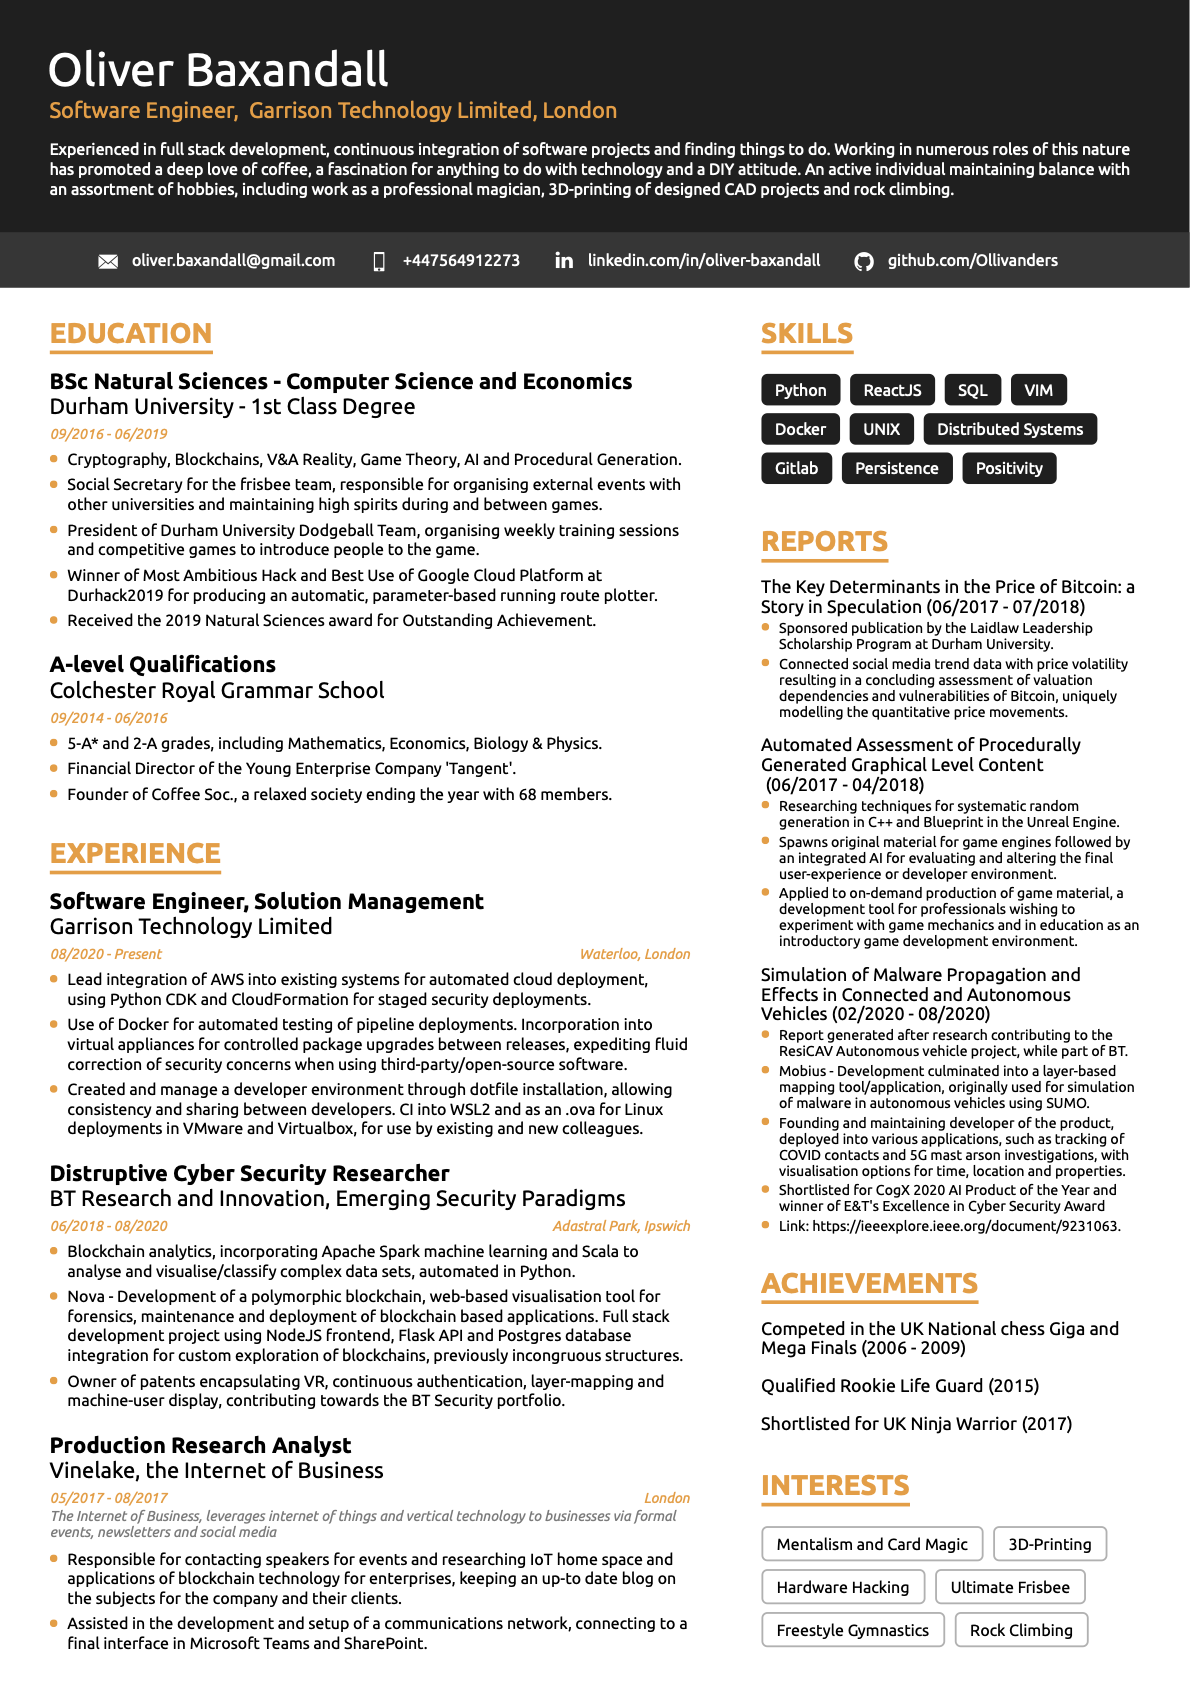 Oliver Baxandall
Software Engineer,  Garrison Technology Limited, London
Experienced in full stack development, continuous integration of software projects and finding things to do. Working in numerous roles of this nature
has promoted a deep love of coffee, a fascination for anything to do with technology and a DIY attitude. An active individual maintaining balance with
an assortment of hobbies, including work as a professional magician, 3D-printing of designed CAD projects and rock climbing.
oliver.baxandall@gmail.com +447564912273 linkedin.com/in/oliver-baxandall github.com/Ollivanders
EDUCATION
BSc Natural Sciences - Computer Science and Economics
Durham University - 1st Class Degree
09/2016 - 06/2019
Cryptography, Blockchains, V&A Reality, Game Theory, AI and Procedural Generation.
Social Secretary for the frisbee team, responsible for organising external events with
other universities and maintaining high spirits during and between games.
President of Durham University Dodgeball Team, organising weekly training sessions
and competitive games to introduce people to the game.
Winner of Most Ambitious Hack and Best Use of Google Cloud Platform at
Durhack2019 for producing an automatic, parameter-based running route plotter.
Received the 2019 Natural Sciences award for Outstanding Achievement.
A-level Qualifications
Colchester Royal Grammar School
09/2014 - 06/2016
5-A* and 2-A grades, including Mathematics, Economics, Biology & Physics.
Financial Director of the Young Enterprise Company 'Tangent'.
Founder of Coffee Soc., a relaxed society ending the year with 68 members.
EXPERIENCE
Software Engineer, Solution Management
Garrison Technology Limited
08/2020 - Present Waterloo, London
Lead integration of AWS into existing systems for automated cloud deployment,
using Python CDK and CloudFormation for staged security deployments.
Use of Docker for automated testing of pipeline deployments. Incorporation into
virtual appliances for controlled package upgrades between releases, expediting fluid
correction of security concerns when using third-party/open-source software.
Created and manage a developer environment through dotfile installation, allowing
consistency and sharing between developers. CI into WSL2 and as an .ova for Linux
deployments in VMware and Virtualbox, for use by existing and new colleagues.
Distruptive Cyber Security Researcher
BT Research and Innovation, Emerging Security Paradigms
06/2018 - 08/2020 Adastral Park, Ipswich
Blockchain analytics, incorporating Apache Spark machine learning and Scala to
analyse and visualise/classify complex data sets, automated in Python.
Nova - Development of a polymorphic blockchain, web-based visualisation tool for
forensics, maintenance and deployment of blockchain based applications. Full stack
development project using NodeJS frontend, Flask API and Postgres database
integration for custom exploration of blockchains, previously incongruous structures.
Owner of patents encapsulating VR, continuous authentication, layer-mapping and
machine-user display, contributing towards the BT Security portfolio.
Production Research Analyst
Vinelake, the Internet of Business
05/2017 - 08/2017 London
The Internet of Business, leverages internet of things and vertical technology to businesses via formal
events, newsletters and social media
Responsible for contacting speakers for events and researching IoT home space and
applications of blockchain technology for enterprises, keeping an up-to date blog on
the subjects for the company and their clients.
Assisted in the development and setup of a communications network, connecting to a
final interface in Microsoft Teams and SharePoint.
SKILLS
Python ReactJS SQL VIM
Docker UNIX Distributed Systems
Gitlab Persistence Positivity
REPORTS
The Key Determinants in the Price of Bitcoin: a
Story in Speculation (06/2017 - 07/2018)
Sponsored publication by the Laidlaw Leadership
Scholarship Program at Durham University.
Connected social media trend data with price volatility
resulting in a concluding assessment of valuation
dependencies and vulnerabilities of Bitcoin, uniquely
modelling the quantitative price movements.
Automated Assessment of Procedurally
Generated Graphical Level Content
(06/2017 - 04/2018)
Researching techniques for systematic random
generation in C++ and Blueprint in the Unreal Engine.
Spawns original material for game engines followed by
an integrated AI for evaluating and altering the final
user-experience or developer environment.
Applied to on-demand production of game material, a
development tool for professionals wishing to
experiment with game mechanics and in education as an
introductory game development environment.
Simulation of Malware Propagation and
Effects in Connected and Autonomous
Vehicles (02/2020 - 08/2020)
Report generated after research contributing to the
ResiCAV Autonomous vehicle project, while part of BT.
Mobius - Development culminated into a layer-based
mapping tool/application, originally used for simulation
of malware in autonomous vehicles using SUMO.
Founding and maintaining developer of the product,
deployed into various applications, such as tracking of
COVID contacts and 5G mast arson investigations, with
visualisation options for time, location and properties.
Shortlisted for CogX 2020 AI Product of the Year and
winner of E&T's Excellence in Cyber Security Award
Link: https://ieeexplore.ieee.org/document/9231063.
ACHIEVEMENTS
Competed in the UK National chess Giga and
Mega Finals (2006 - 2009)
Qualified Rookie Life Guard (2015)
Shortlisted for UK Ninja Warrior (2017)
INTERESTS
Mentalism and Card Magic 3D-Printing
Hardware Hacking Ultimate Frisbee
Freestyle Gymnastics Rock Climbing